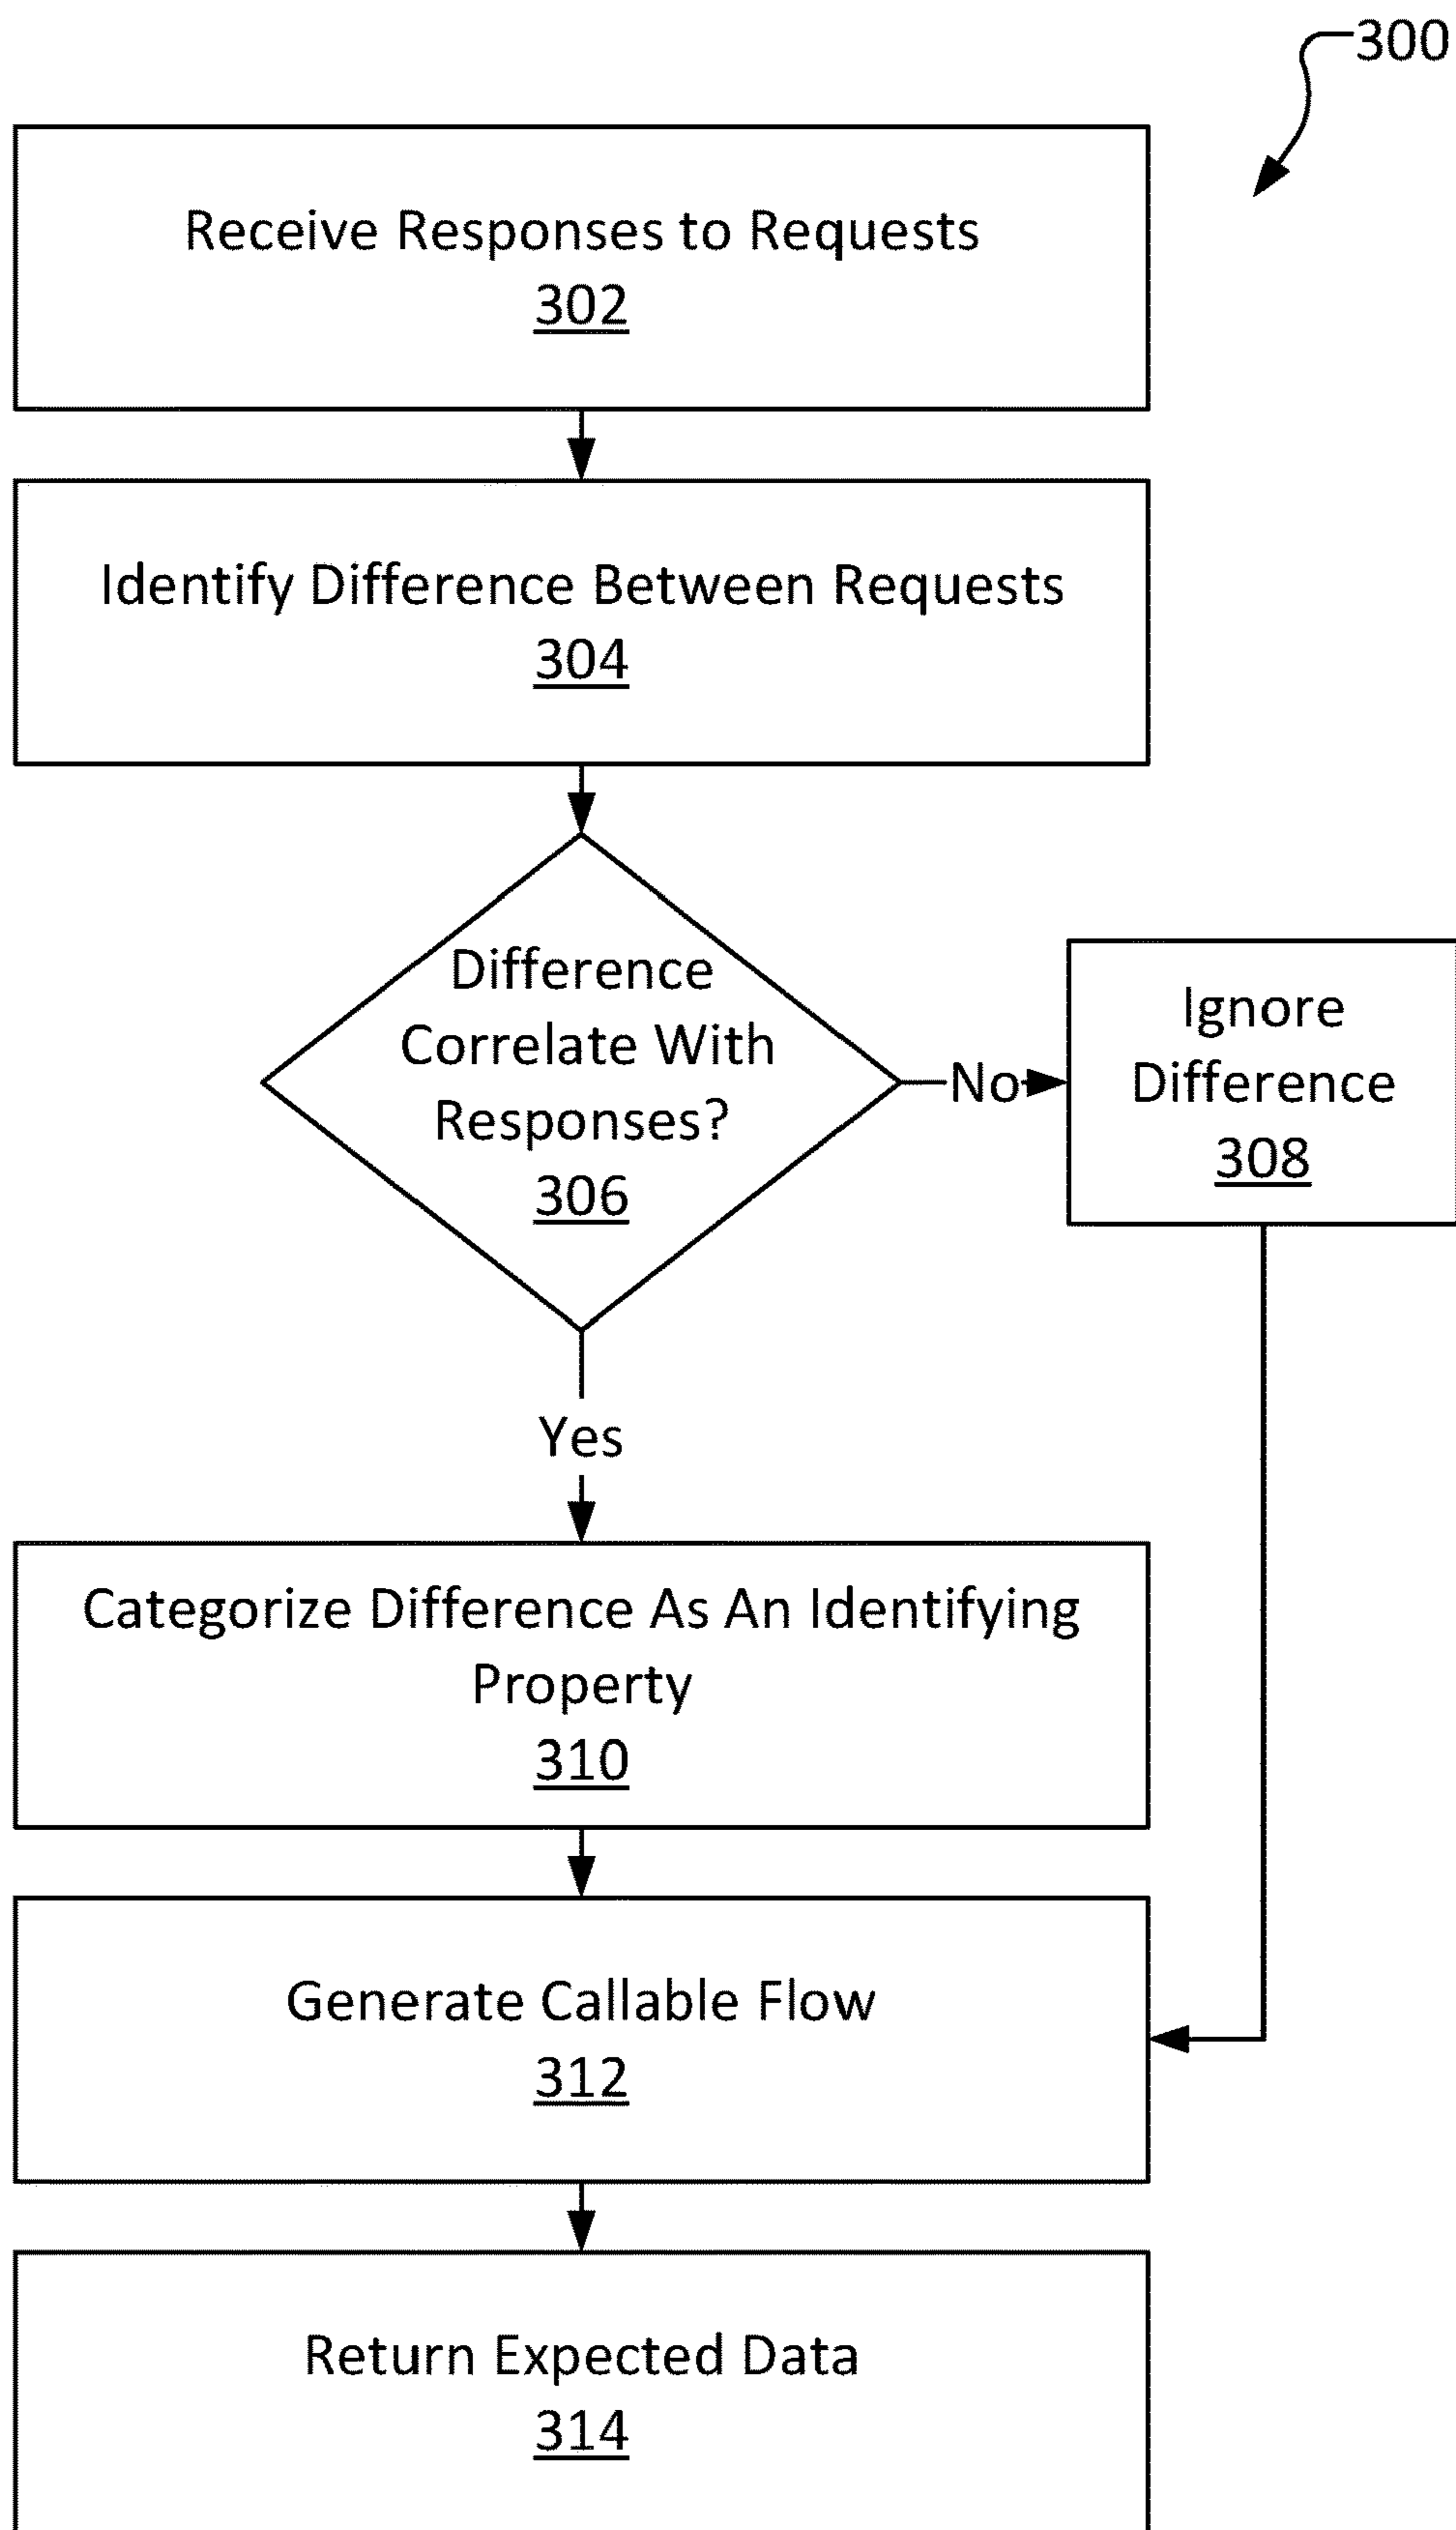 300
Receive Responses to Requests
302
Identify Difference Between Requests
304
Difference
Correlate With
Responses?
306
No
Ignore
Difference
308
Yes
Categorize Difference As An Identifying
Property
310
Generate Callable Flow
312
Return Expected Data
314